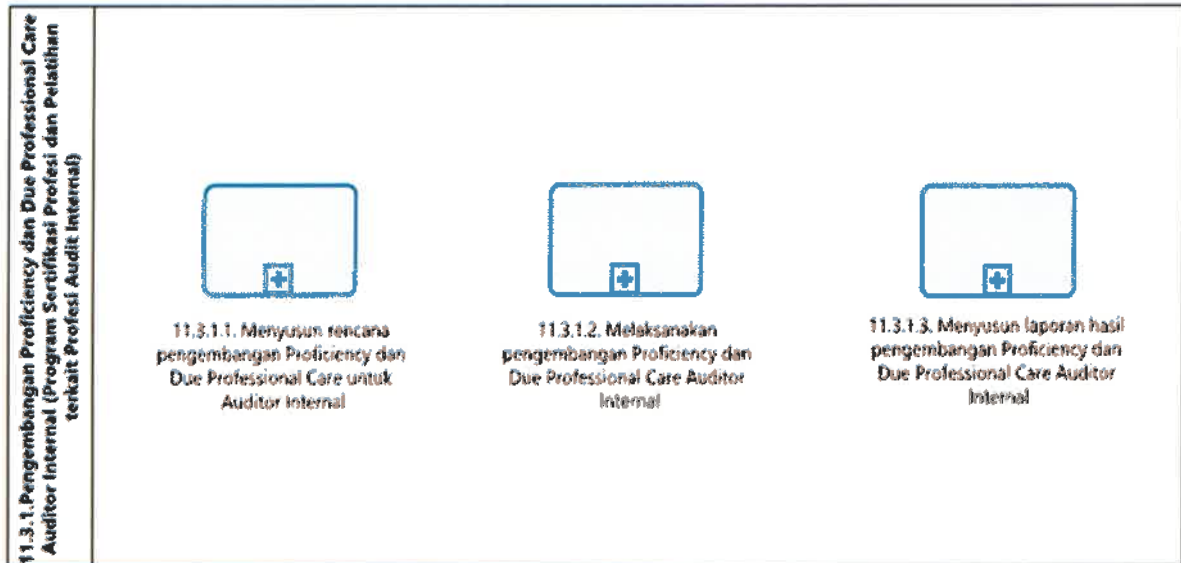 11.3.1.Pengembangan Proficiency dan Due Professional Care
Auditor Internal (Program Sertifikasi Profesi dan Pelatihan
terkait Profesi Audit Internal)
11.3.1.1. Menyusun rencana
pengembangan Proficiency dan
Due Professional Care untuk
Auditor Internal
11.3.1.2. Melaksanakan
pengembangan Proficiency dan
Due Professional Care Auditor
Internal
11.3.1.3. Menyusun laporan hasil
pengembangan Proficiency dan
Due Professional Care Auditor
Internal